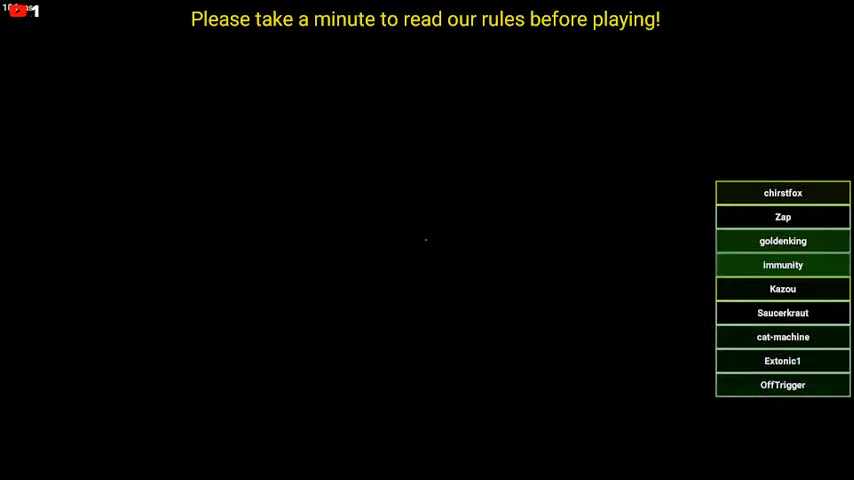 1
Please take a minute to read our rules before playing!
chirstfox
Zap
goldenking
immunity
Kazou
Saucerkraut
cat-machine
Extonic1
OffTrigger